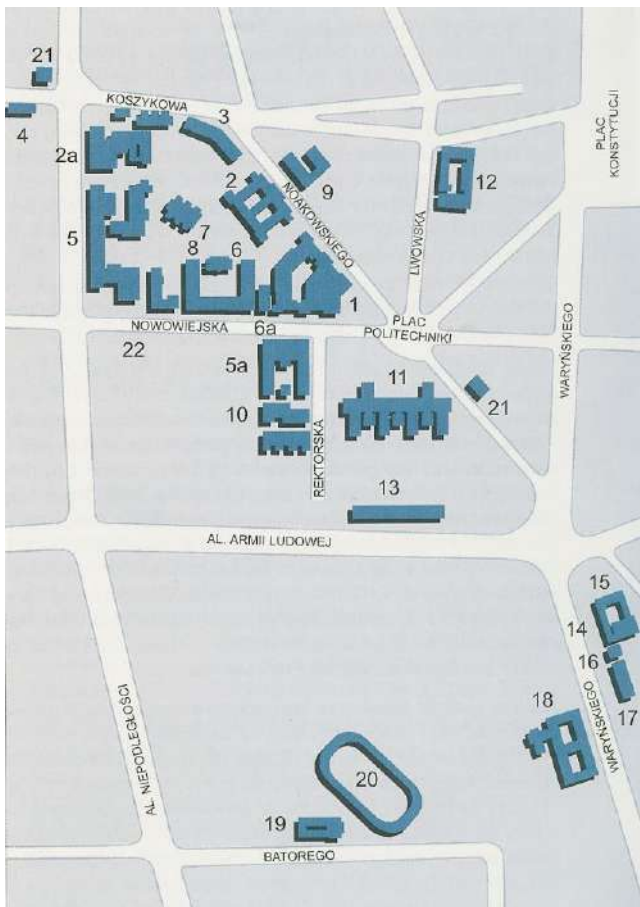 21
KOSZYKOWA
4
3
2a
PLAC KONSTYTUCJI
9
12
2
NOAKOWSKIEGO
5
7
8
6
LWOWSKA
1
NOWOWIEJSKA
6a
PLAC
POLITECHNIKI
WARYŃSKIEGO
22
5a
11
21
10
REKTORSKA
13
AL. ARMII LUDOWEJ
15
14
16
17
18
WARYŃSKIEGO
AL. NIEPODLEGŁOŚCI
20
19
BATOREGO